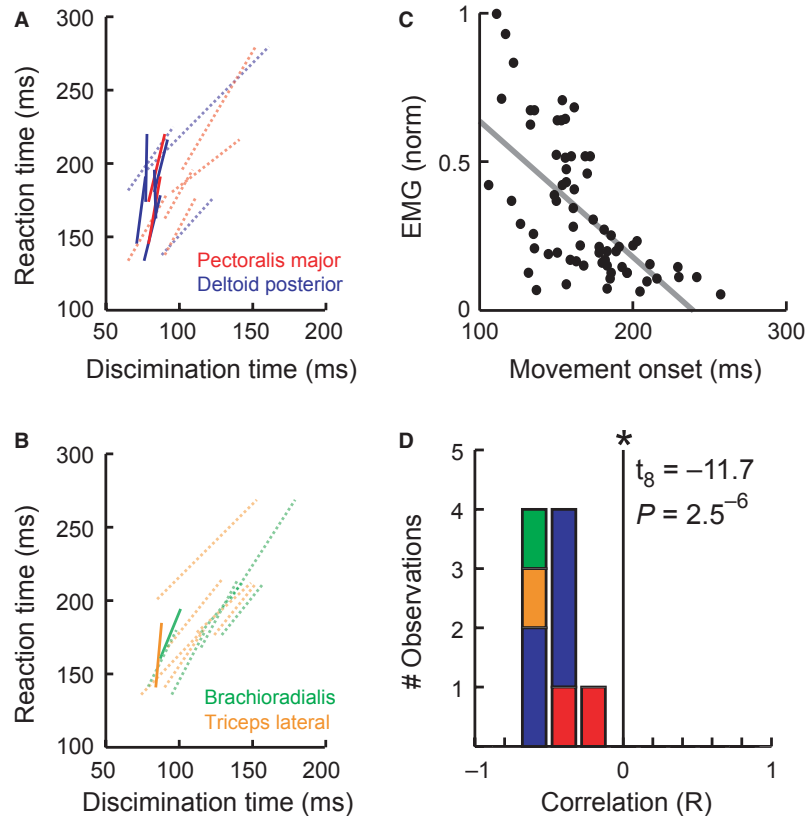 A
300
250
200
150
100
Reaction time (ms)
Pectoralis major
Deltoid posterior
50 100 150 200
Discimination time (ms)
C
1
0.5
0
EMG (norm)
100 200 300
Movement onset (ms)
B
300
250
200
150
100
Reaction time (ms)
Brachioradialis
Triceps lateral
50 100 150 200
Discimination time (ms)
D
5
4
3
2
1
# Observations
*
t₈ = −11.7
P = 2.5⁻⁶
−1 0 1
Correlation (R)